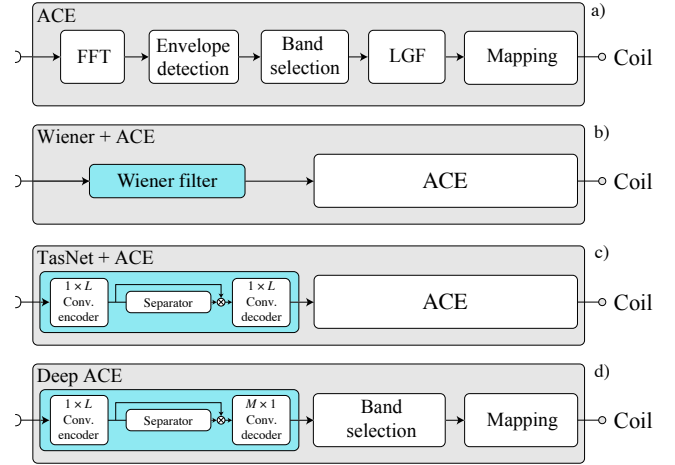 ACE
a)
FFT
Envelope
detection
Band
selection
LGF
Mapping
Coil
Wiener + ACE
b)
Wiener filter
ACE
Coil
TasNet + ACE
c)
1 × L
Conv.
encoder
Separator
1 × L
Conv.
decoder
ACE
Coil
Deep ACE
d)
1 × L
Conv.
encoder
Separator
M × 1
Conv.
decoder
Band
selection
Mapping
Coil